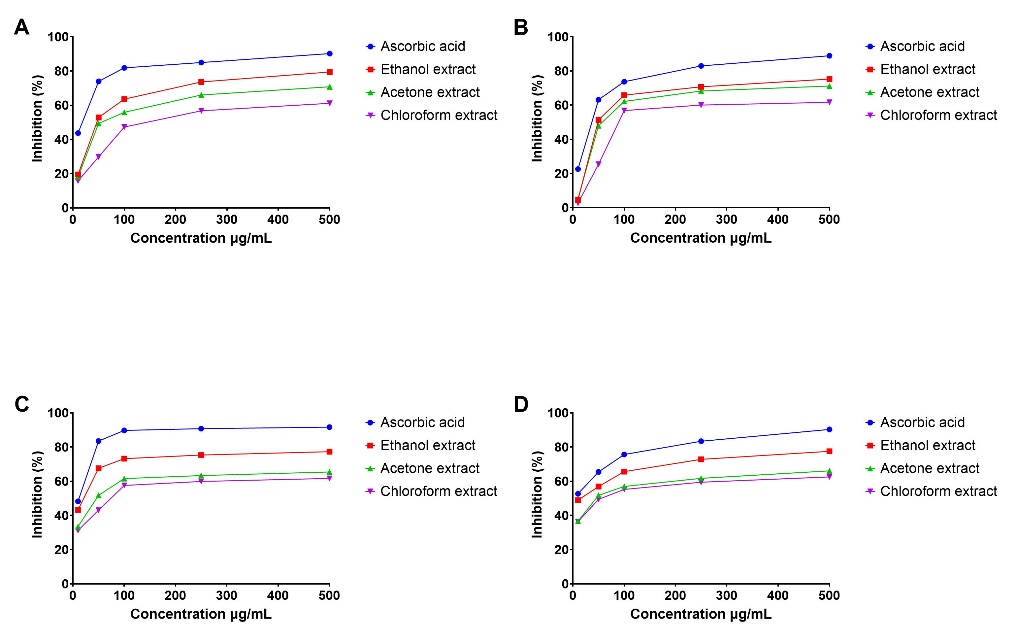 A
Inhibition (%)
100
80
60
40
20
0
0 100 200 300 400 500
Concentration µg/mL
Ascorbic acid
Ethanol extract
Acetone extract
Chloroform extract
B
Inhibition (%)
100
80
60
40
20
0
0 100 200 300 400 500
Concentration µg/mL
Ascorbic acid
Ethanol extract
Acetone extract
Chloroform extract
C
Inhibition (%)
100
80
60
40
20
0
0 100 200 300 400 500
Concentration µg/mL
Ascorbic acid
Ethanol extract
Acetone extract
Chloroform extract
D
Inhibition (%)
100
80
60
40
20
0
0 100 200 300 400 500
Concentration µg/mL
Ascorbic acid
Ethanol extract
Acetone extract
Chloroform extract